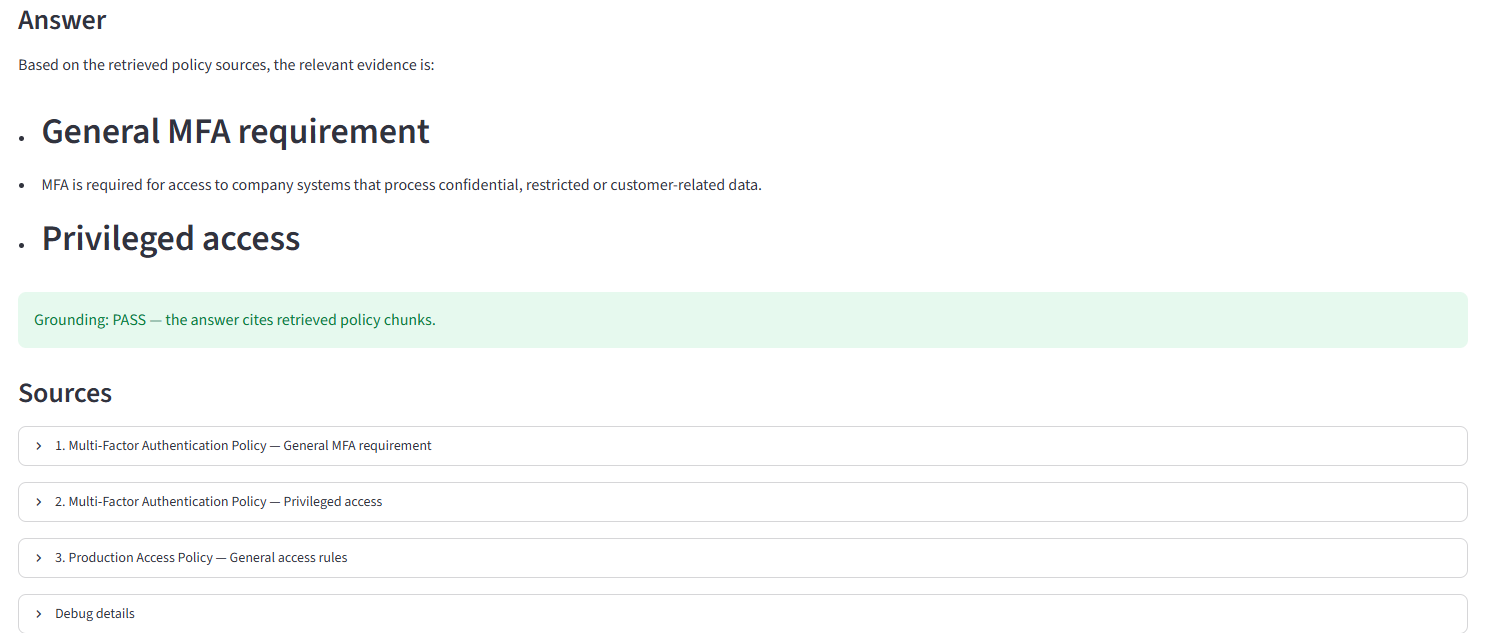 Answer
Based on the retrieved policy sources, the relevant evidence is:
• General MFA requirement
• MFA is required for access to company systems that process confidential, restricted or customer-related data.
• Privileged access
Grounding: PASS — the answer cites retrieved policy chunks.
Sources
1. Multi-Factor Authentication Policy — General MFA requirement
2. Multi-Factor Authentication Policy — Privileged access
3. Production Access Policy — General access rules
Debug details